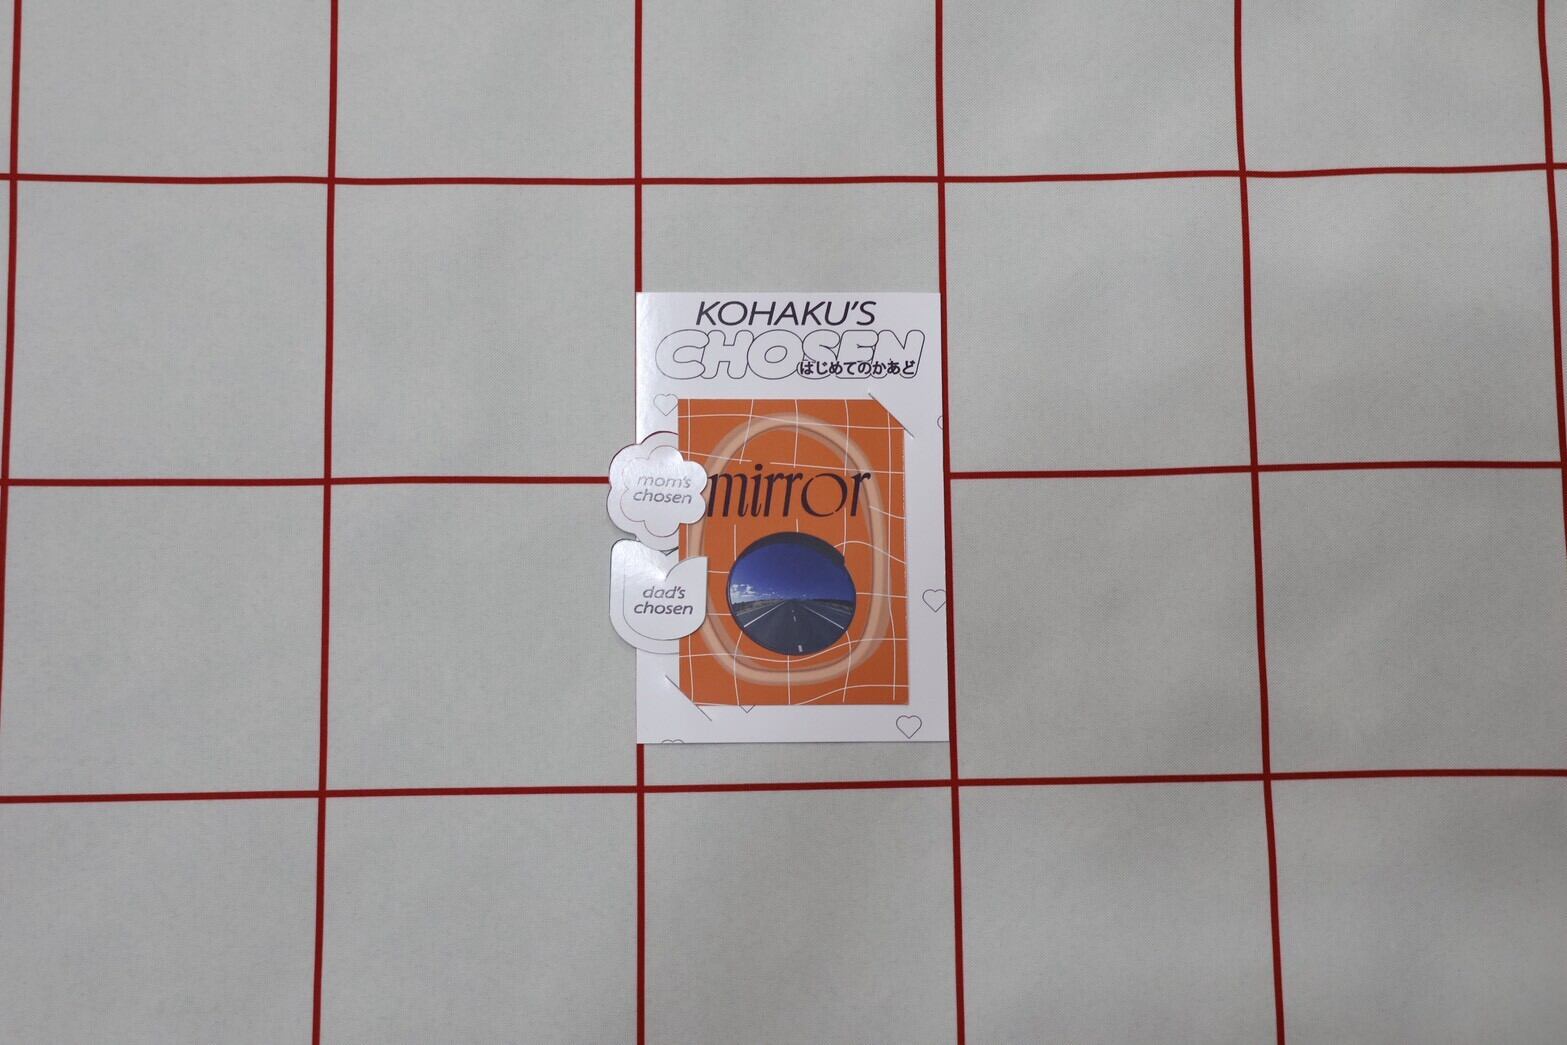 KOHAKU'S
CHOSEN
はじめてのかあど
mirror
mom's
chosen
dad's
chosen